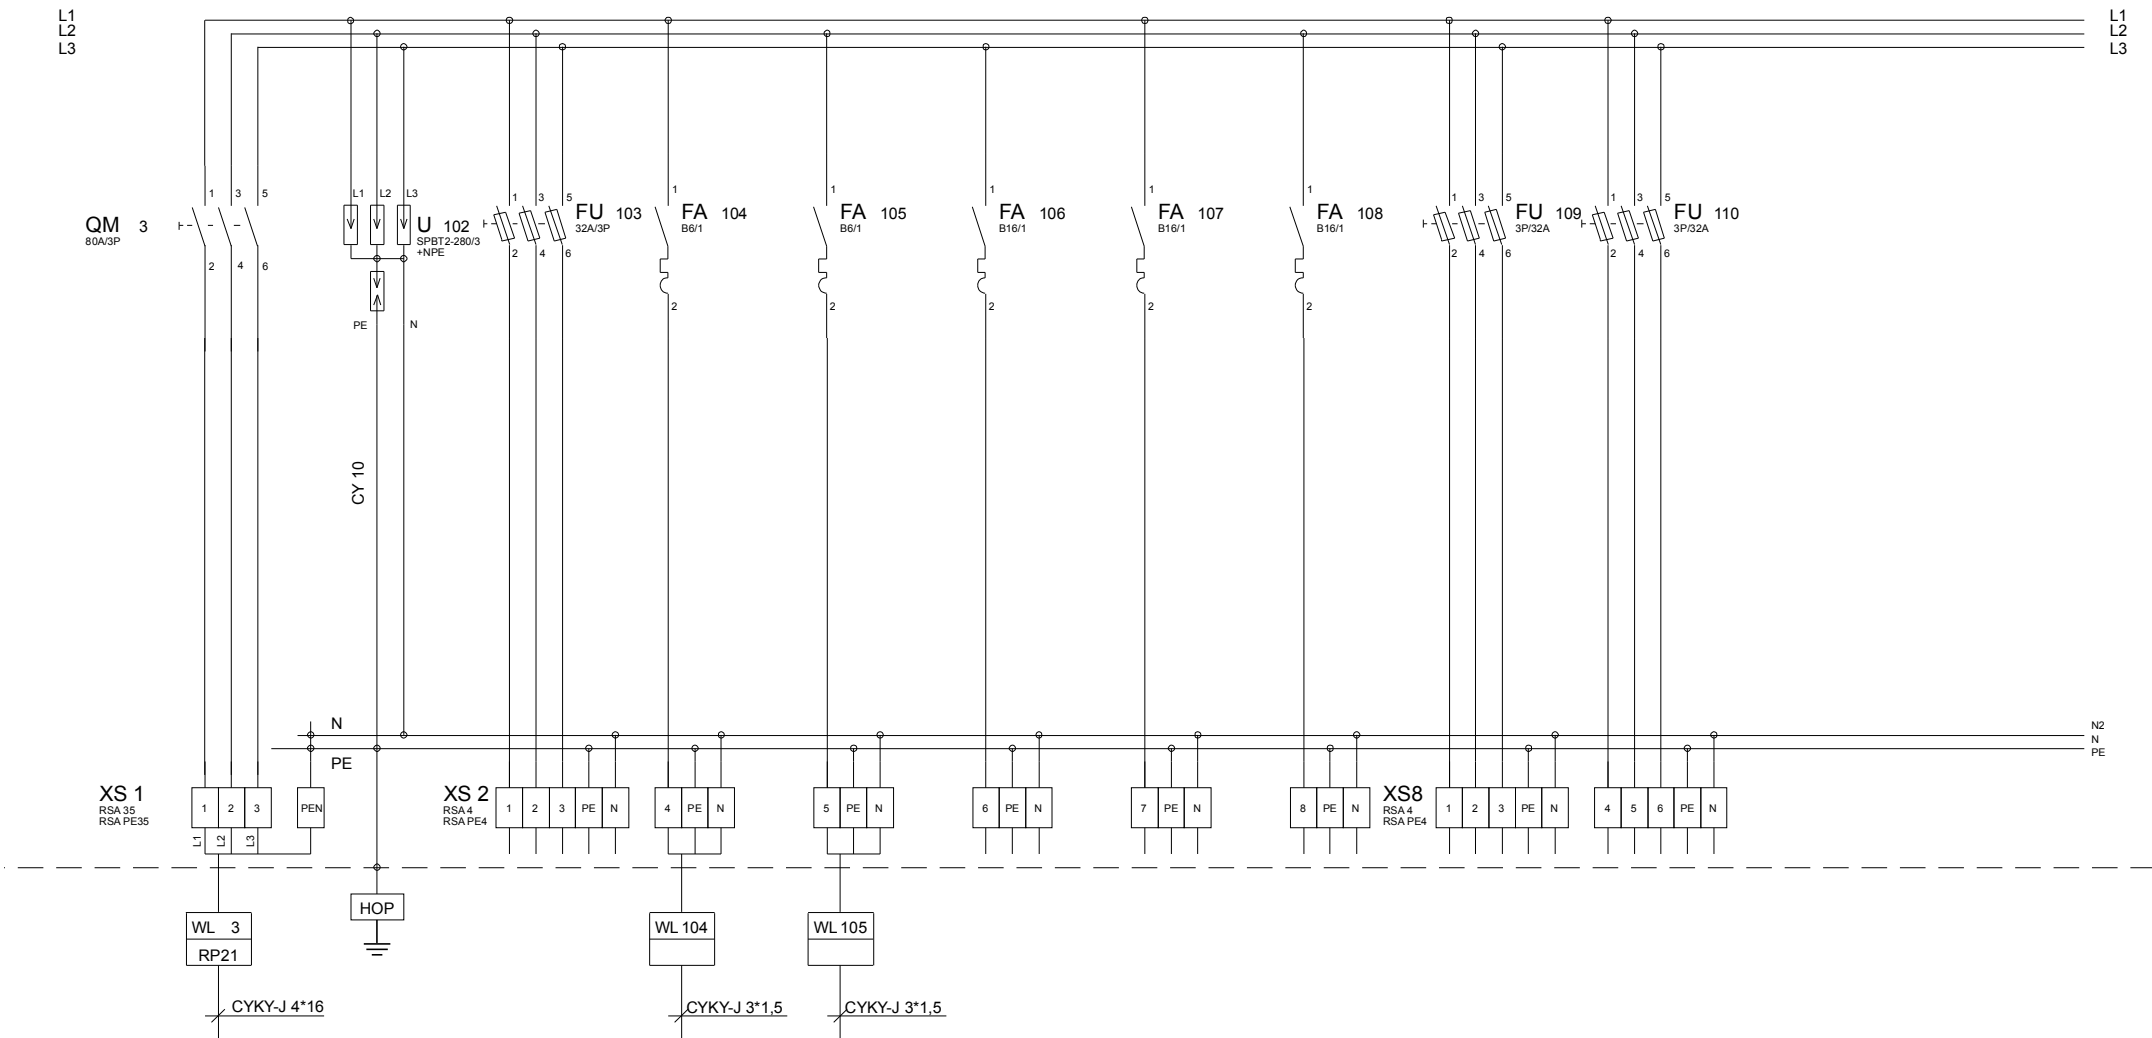 L1 L1
L2 L2
L3 L3
1 3 5 L1 L2 L3 1 3 5 1 1 1 1 1 1 3 5 1 3 5
QM 3 U 102 FU 103 FA 104 FA 105 FA 106 FA 107 FA 108 FU 109 FU 110
80A/3P SPBT2-280/3 32A/3P B6/1 B6/1 B16/1 B16/1 B16/1 3P/32A 3P/32A
+NPE
2 4 6 2 4 6 2 4 6 2 4 6
2 2 2 2 2
PE N
CY 10
N N2
N
PE PE
XS 1 1 2 3 PEN XS 2 1 2 3 PE N 4 PE N 5 PE N 6 PE N 7 PE N 8 PE N XS8 1 2 3 PE N 4 5 6 PE N
RSA 35 RSA 4 RSA 4
RSA PE35 RSA PE4 RSA PE4
L1 L2 L3
HOP
WL 3 WL 104 WL 105
RP21
CYKY-J 4*16 CYKY-J 3*1,5 CYKY-J 3*1,5